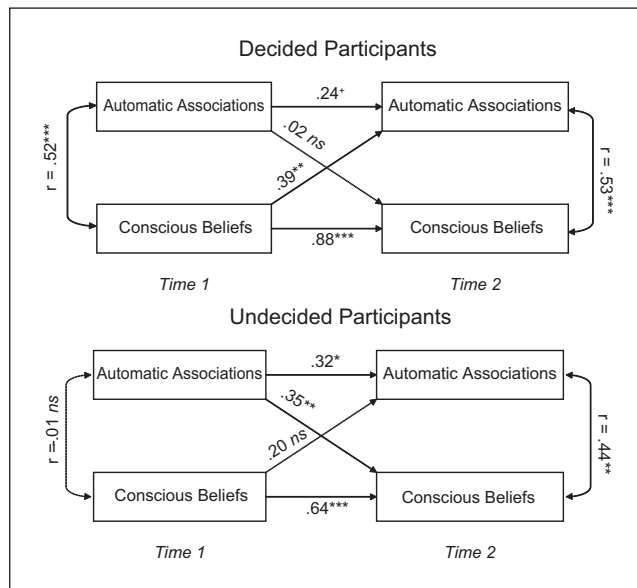 Decided Participants
Automatic Associations
.24+
Automatic Associations
.02 ns
r = .52***
r = .53***
.39**
Conscious Beliefs
.88***
Conscious Beliefs
Time 1
Time 2
Undecided Participants
Automatic Associations
.32*
Automatic Associations
.35**
r =.01 ns
r = .44**
.20 ns
Conscious Beliefs
.64***
Conscious Beliefs
Time 1
Time 2